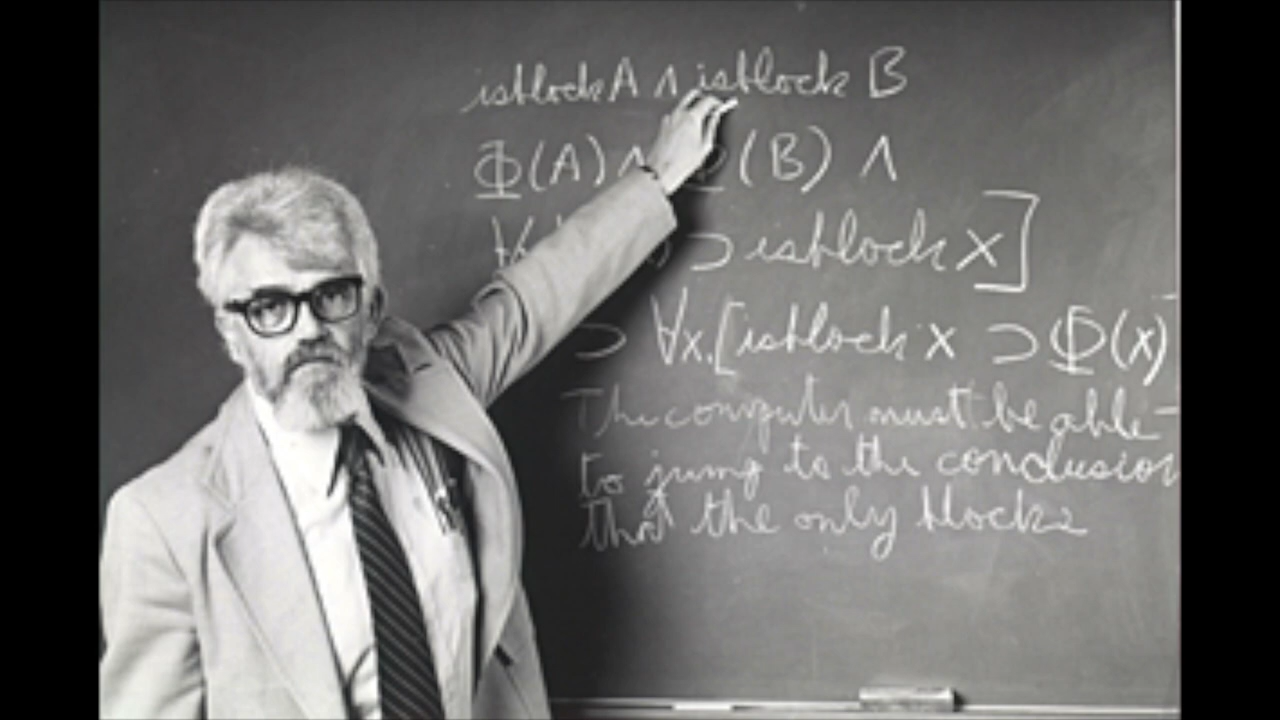 isblock A ∧ isblock B
Φ(A) ∧ (B) ∧
⊃ isblock X]
⊃ ∀x.[isblock x ⊃ Φ(x)
The computer must be able
to jump to the conclusion
that the only blocks